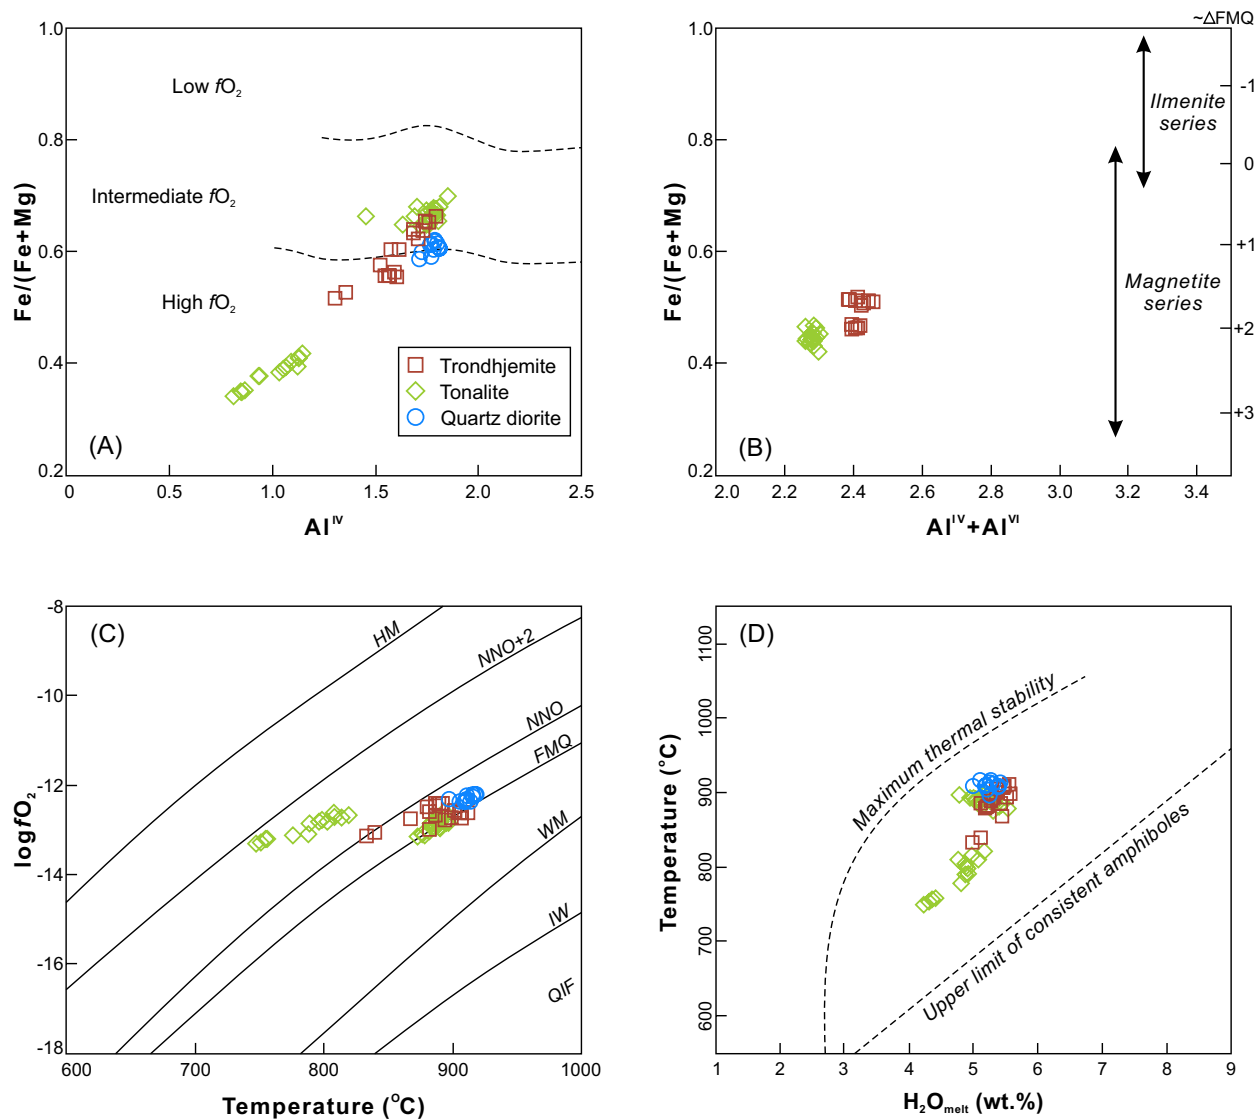 1.0
0.8
0.6
0.4
0.2
Fe/(Fe+Mg)
Low fO₂
Intermediate fO₂
High fO₂
Trondhjemite
Tonalite
Quartz diorite
(A)
0
0.5
1.0
1.5
2.0
2.5
Al^IV
~ΔFMQ
1.0
0.8
0.6
0.4
0.2
Fe/(Fe+Mg)
Ilmenite
series
Magnetite
series
-1
0
+1
+2
+3
(B)
2.0
2.2
2.4
2.6
2.8
3.0
3.2
3.4
Al^IV+Al^VI
-8
-10
-12
-14
-16
-18
logfO₂
(C)
HM
NNO+2
NNO
FMQ
WM
IW
QIF
600
700
800
900
1000
Temperature (°C)
(D)
1100
1000
900
800
700
600
Temperature (°C)
Maximum thermal stability
Upper limit of consistent amphiboles
1
2
3
4
5
6
7
8
9
H₂Oₘₑₗₜ (wt.%)